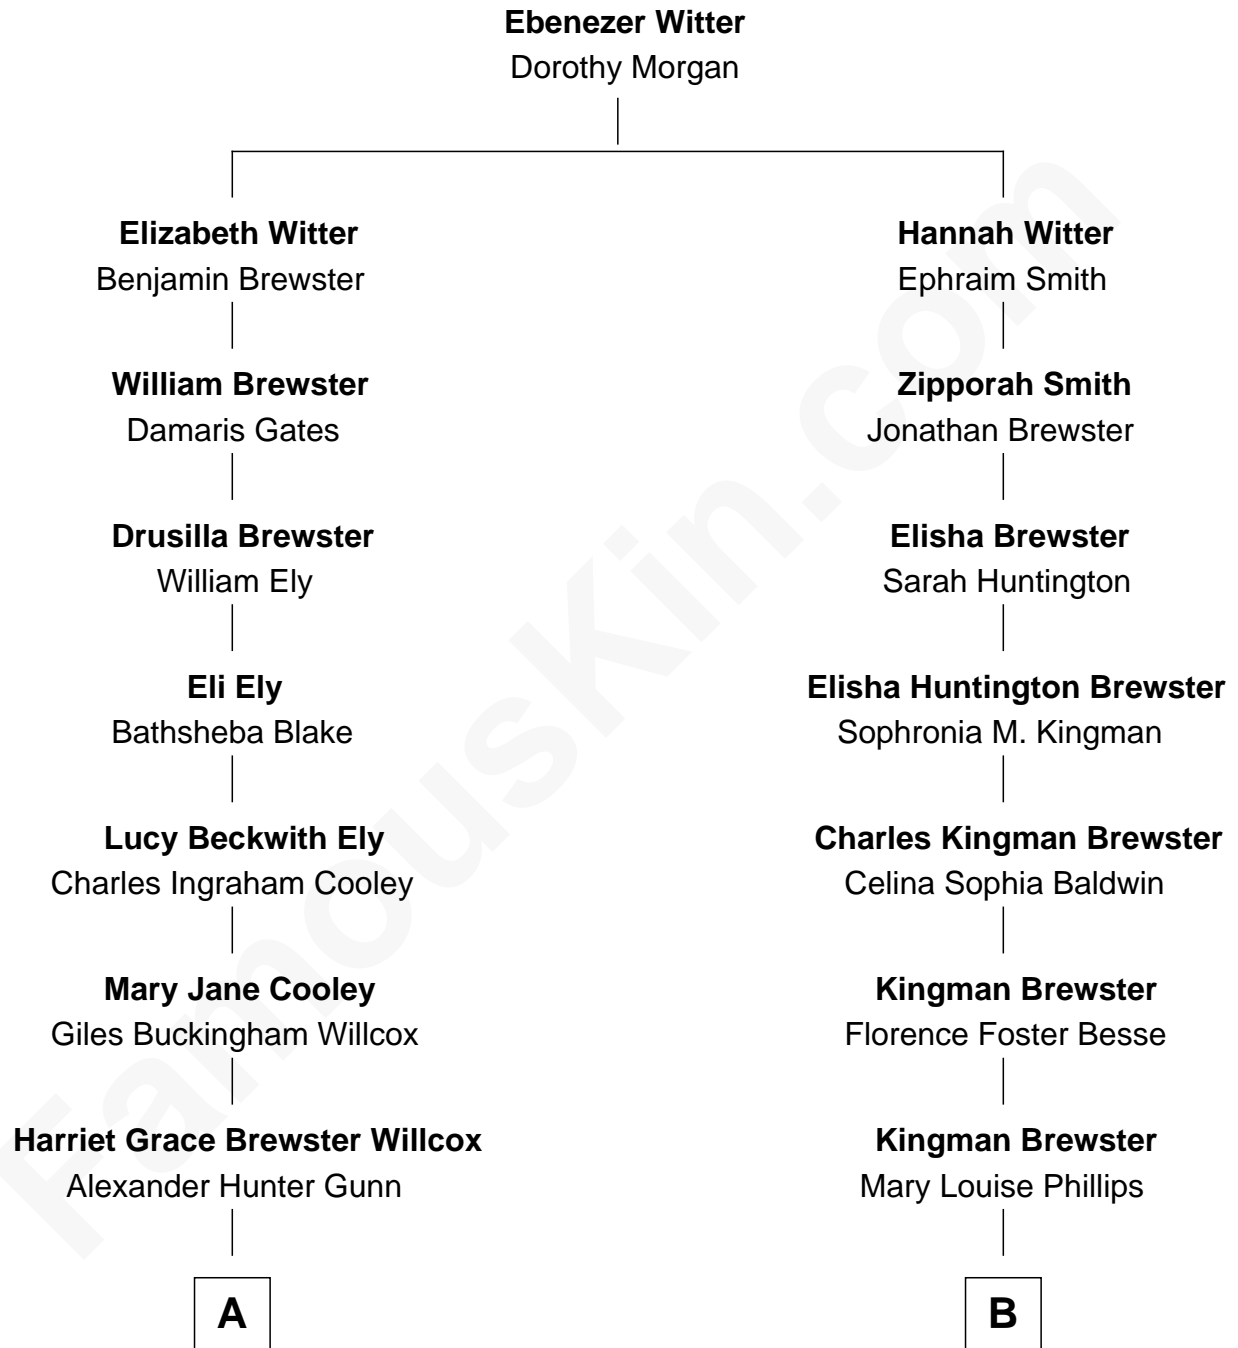 Ebenezer Witter
Dorothy Morgan
Elizabeth Witter
Benjamin Brewster
William Brewster
Damaris Gates
Drusilla Brewster
William Ely
Eli Ely
Bathsheba Blake
Lucy Beckwith Ely
Charles Ingraham Cooley
Mary Jane Cooley
Giles Buckingham Willcox
Harriet Grace Brewster Willcox
Alexander Hunter Gunn
A
Hannah Witter
Ephraim Smith
Zipporah Smith
Jonathan Brewster
Elisha Brewster
Sarah Huntington
Elisha Huntington Brewster
Sophronia M. Kingman
Charles Kingman Brewster
Celina Sophia Baldwin
Kingman Brewster
Florence Foster Besse
Kingman Brewster
Mary Louise Phillips
B
FamousKin.com